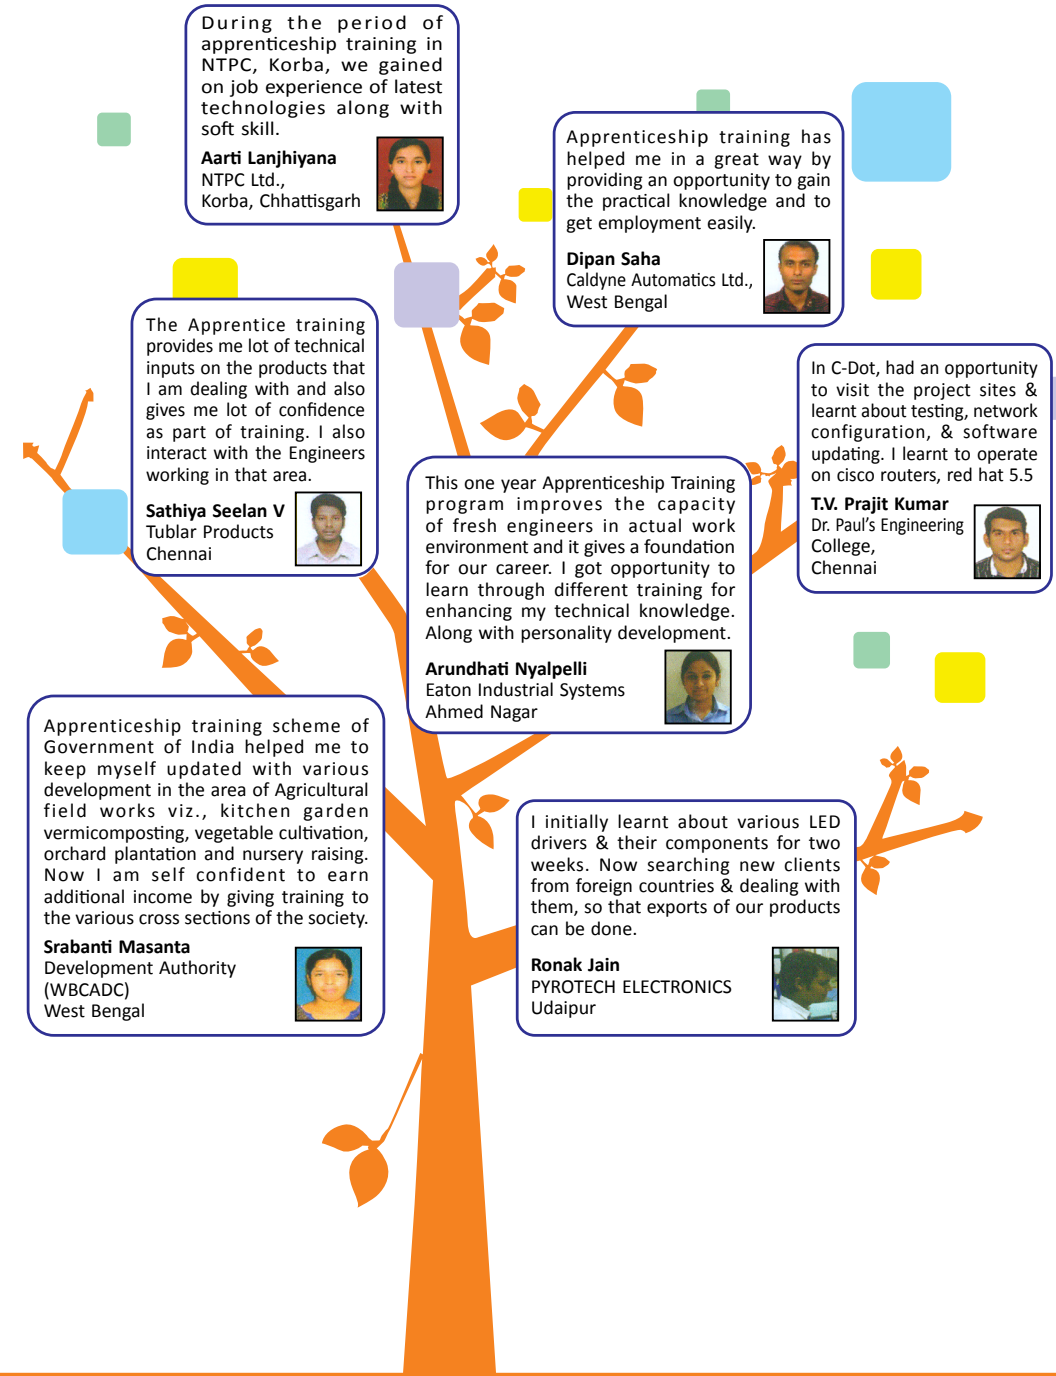 During the period of
apprenticeship training in
NTPC, Korba, we gained
on job experience of latest
technologies along with
soft skill.
Aarti Lanjhiyana
NTPC Ltd.,
Korba, Chhattisgarh
Apprenticeship training has
helped me in a great way by
providing an opportunity to gain
the practical knowledge and to
get employment easily.
Dipan Saha
Caldyne Automatics Ltd.,
West Bengal
The Apprentice training
provides me lot of technical
inputs on the products that
I am dealing with and also
gives me lot of confidence
as part of training. I also
interact with the Engineers
working in that area.
Sathiya Seelan V
Tublar Products
Chennai
In C-Dot, had an opportunity
to visit the project sites &
learnt about testing, network
configuration, & software
updating. I learnt to operate
on cisco routers, red hat 5.5
T.V. Prajit Kumar
Dr. Paul's Engineering
College,
Chennai
This one year Apprenticeship Training
program improves the capacity
of fresh engineers in actual work
environment and it gives a foundation
for our career. I got opportunity to
learn through different training for
enhancing my technical knowledge.
Along with personality development.
Arundhati Nyalpelli
Eaton Industrial Systems
Ahmed Nagar
Apprenticeship training scheme of
Government of India helped me to
keep myself updated with various
development in the area of Agricultural
field works viz., kitchen garden
vermicomposting, vegetable cultivation,
orchard plantation and nursery raising.
Now I am self confident to earn
additional income by giving training to
the various cross sections of the society.
Srabanti Masanta
Development Authority
(WBCADC)
West Bengal
I initially learnt about various LED
drivers & their components for two
weeks. Now searching new clients
from foreign countries & dealing with
them, so that exports of our products
can be done.
Ronak Jain
PYROTECH ELECTRONICS
Udaipur